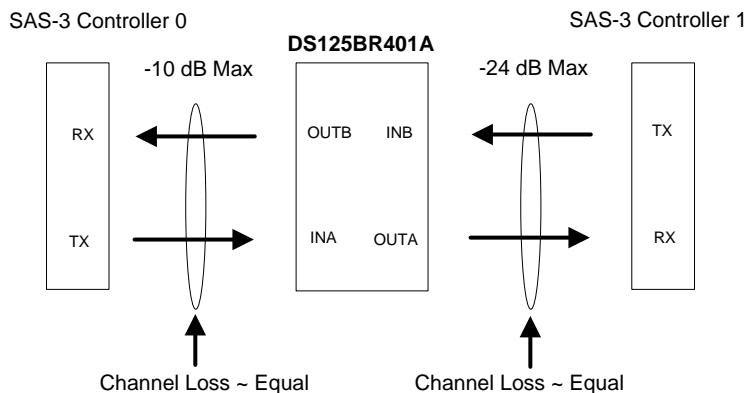 SAS-3 Controller 0
SAS-3 Controller 1
DS125BR401A
-10 dB Max
-24 dB Max
RX
OUTB
INB
TX
TX
INA
OUTA
RX
Channel Loss ~ Equal
Channel Loss ~ Equal